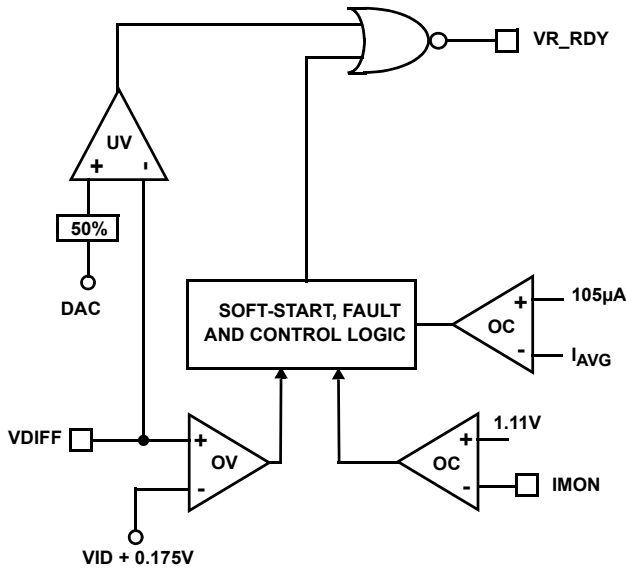 VR_RDY
UV
+ -
50%
DAC
SOFT-START, FAULT
AND CONTROL LOGIC
+ 105µA
OC
- IAVG
VDIFF
+
OV
-
VID + 0.175V
1.11V
+
OC
- IMON